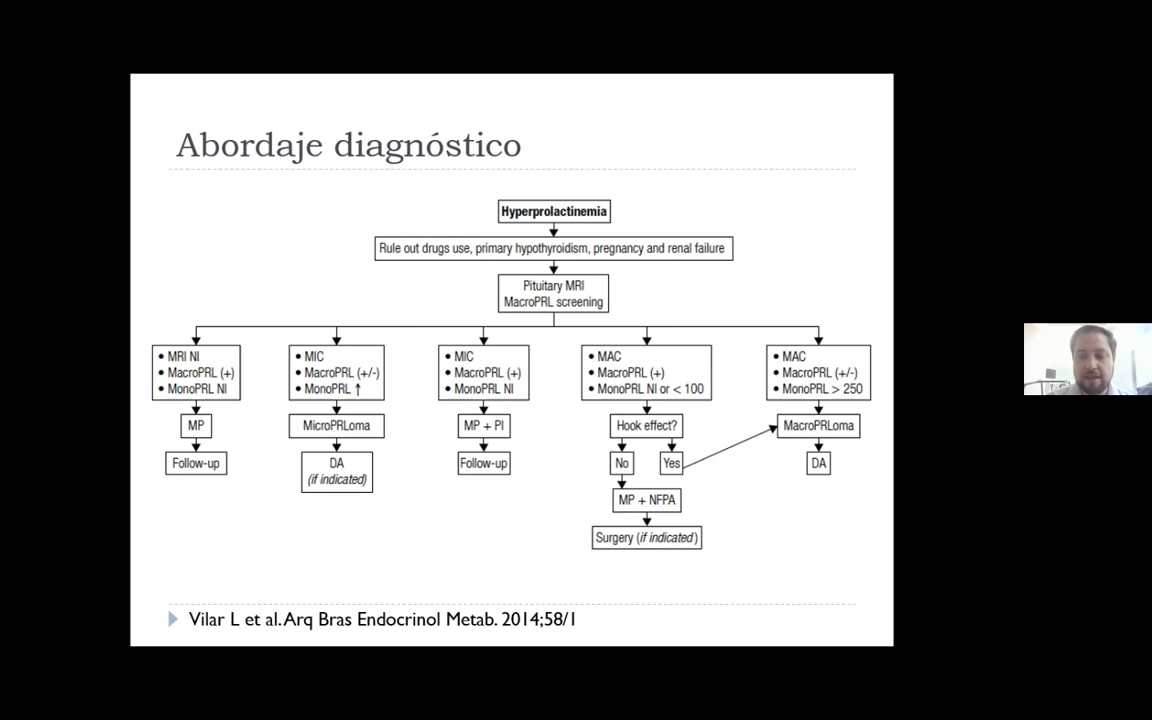 Abordaje diagnóstico
Hyperprolactinemia
Rule out drugs use, primary hypothyroidism, pregnancy and renal failure
Pituitary MRI
MacroPRL screening
• MRI NI
• MacroPRL (+)
• MonoPRL NI
• MIC
• MacroPRL (+/-)
• MonoPRL ↑
• MIC
• MacroPRL (+)
• MonoPRL NI
• MAC
• MacroPRL (+)
• MonoPRL NI or < 100
• MAC
• MacroPRL (+/-)
• MonoPRL > 250
MP
MicroPRLoma
MP + PI
Hook effect?
MacroPRLoma
Follow-up
DA
(if indicated)
Follow-up
No
Yes
DA
MP + NFPA
Surgery (if indicated)
Vilar L et al. Arq Bras Endocrinol Metab. 2014;58/1